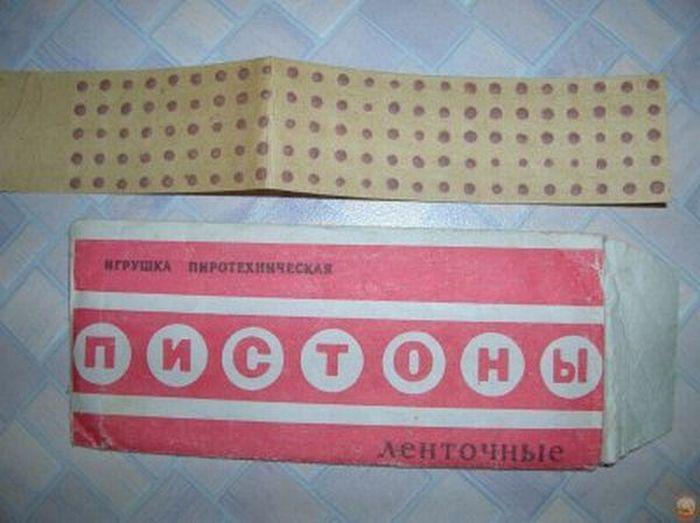 ИГРУШКА ПИРОТЕХНИЧЕСКАЯ
ПИСТОНЫ
ленточные